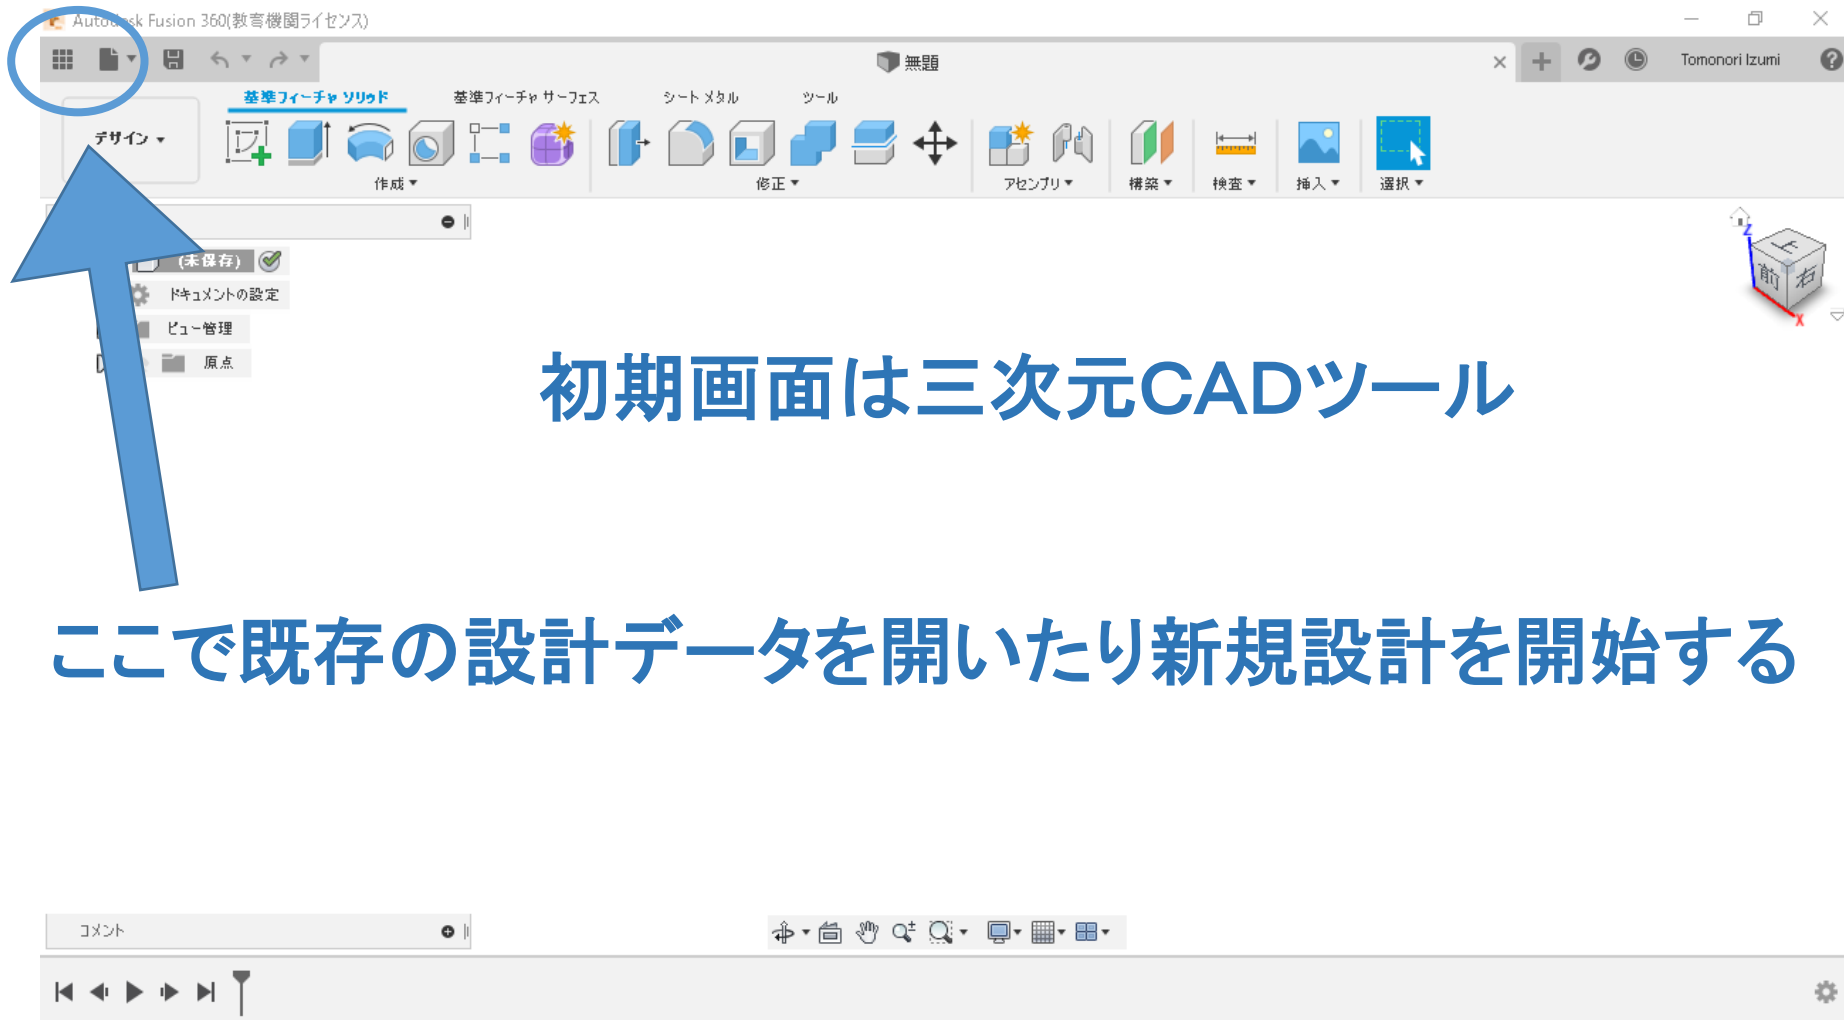 Autodesk Fusion 360(教育機関ライセンス)
無題
Tomonori Izumi
基準フィーチャ ソリッド
基準フィーチャ サーフェス
シート メタル
ツール
デザイン
作成
修正
アセンブリ
構築
検査
挿入
選択
(未保存)
ドキュメントの設定
ビュー管理
原点
Z
上
前
右
X
初期画面は三次元CADツール
ここで既存の設計データを開いたり新規設計を開始する
コメント